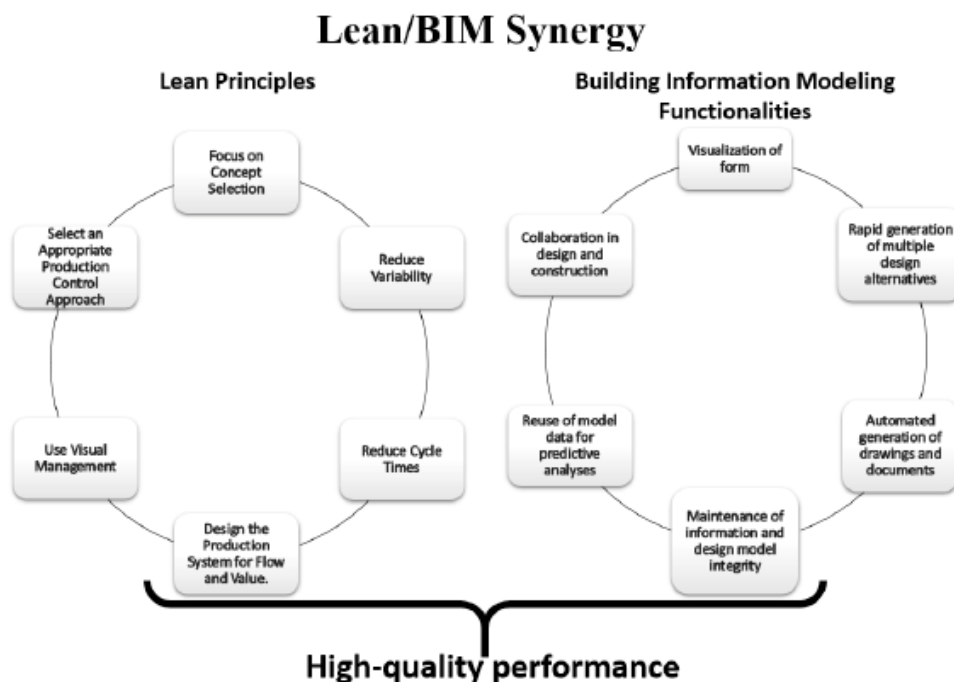 Lean/BIM Synergy
Lean Principles
Focus on
Concept
Selection
Reduce
Variability
Reduce Cycle
Times
Design the
Production
System for Flow
and Value.
Use Visual
Management
Select an
Appropriate
Production
Control
Approach
Building Information Modeling
Functionalities
Visualization of
form
Rapid generation
of multiple
design
alternatives
Automated
generation of
drawings and
documents
Maintenance of
information and
design model
integrity
Reuse of model
data for
predictive
analyses
Collaboration in
design and
construction
High-quality performance